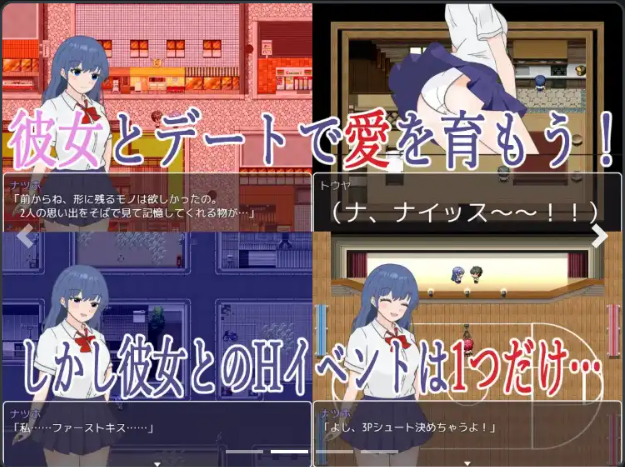 彼女とデートで愛を育もう！
ナツホ
「前からね、形に残るモノは欲しかったの。
2人の思い出をそばで見て記憶してくれる物が…」
トウヤ
（ナ、ナイッス～～！！）
しかし彼女とのHイベントは1つだけ…
ナツホ
「私……ファーストキス……」
ナツホ
「よし、3Pシュート決めちゃうよ！」